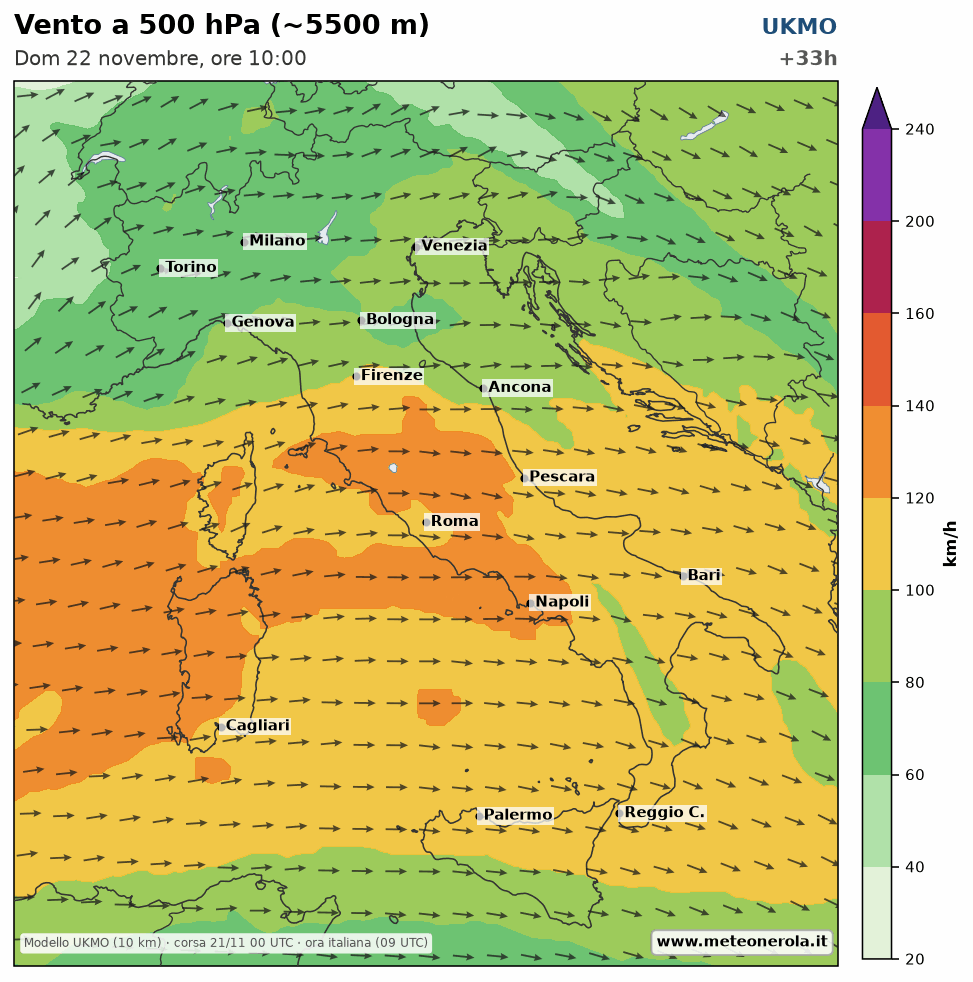 Vento a 500 hPa (~5500 m)
UKMO
Dom 22 novembre, ore 10:00
+33h
Milano
Venezia
Torino
Genova
Bologna
Firenze
Ancona
Pescara
Roma
Bari
Napoli
Cagliari
Palermo
Reggio C.
240
200
160
140
120
100
80
60
40
20
km/h
Modello UKMO (10 km) · corsa 21/11 00 UTC · ora italiana (09 UTC)
www.meteonerola.it